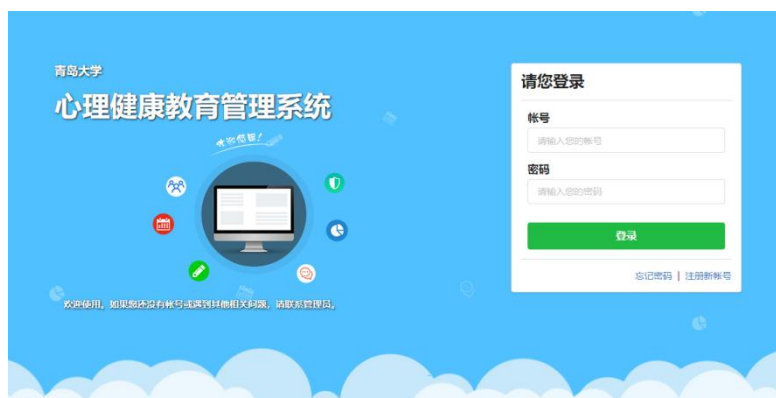 青岛大学
心理健康教育管理系统
欢迎使用，如果您还没有帐号或遇到其他相关问题，请联系管理员。
请您登录
帐号
请输入您的帐号
密码
请输入您的密码
登录
忘记密码 | 注册新帐号